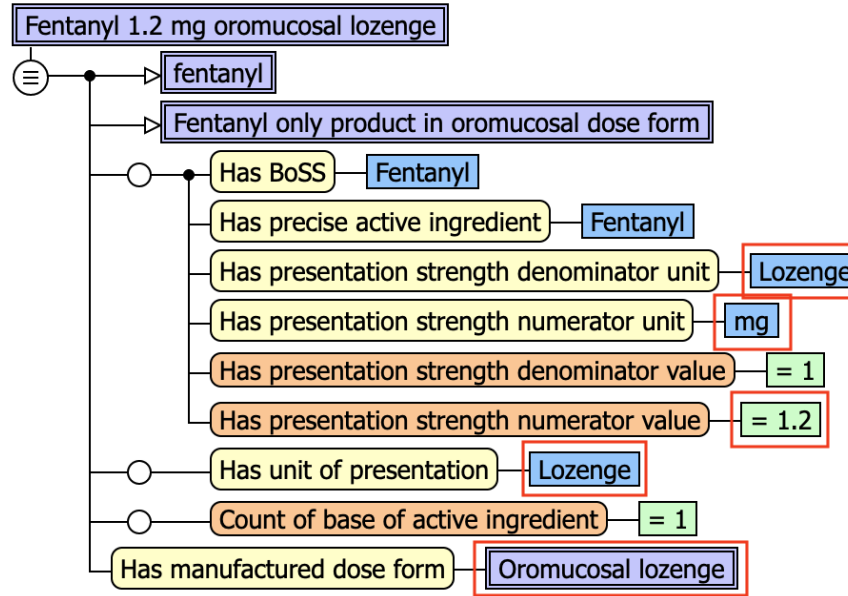 Fentanyl 1.2 mg oromucosal lozenge
fentanyl
Fentanyl only product in oromucosal dose form
Has BoSS Fentanyl
Has precise active ingredient Fentanyl
Has presentation strength denominator unit Lozenge
Has presentation strength numerator unit mg
Has presentation strength denominator value = 1
Has presentation strength numerator value = 1.2
Has unit of presentation Lozenge
Count of base of active ingredient = 1
Has manufactured dose form Oromucosal lozenge